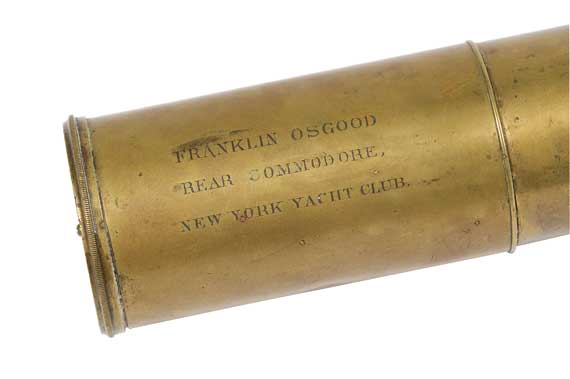 FRANKLIN OSGOOD
REAR COMMODORE,
NEW YORK YACHT CLUB.